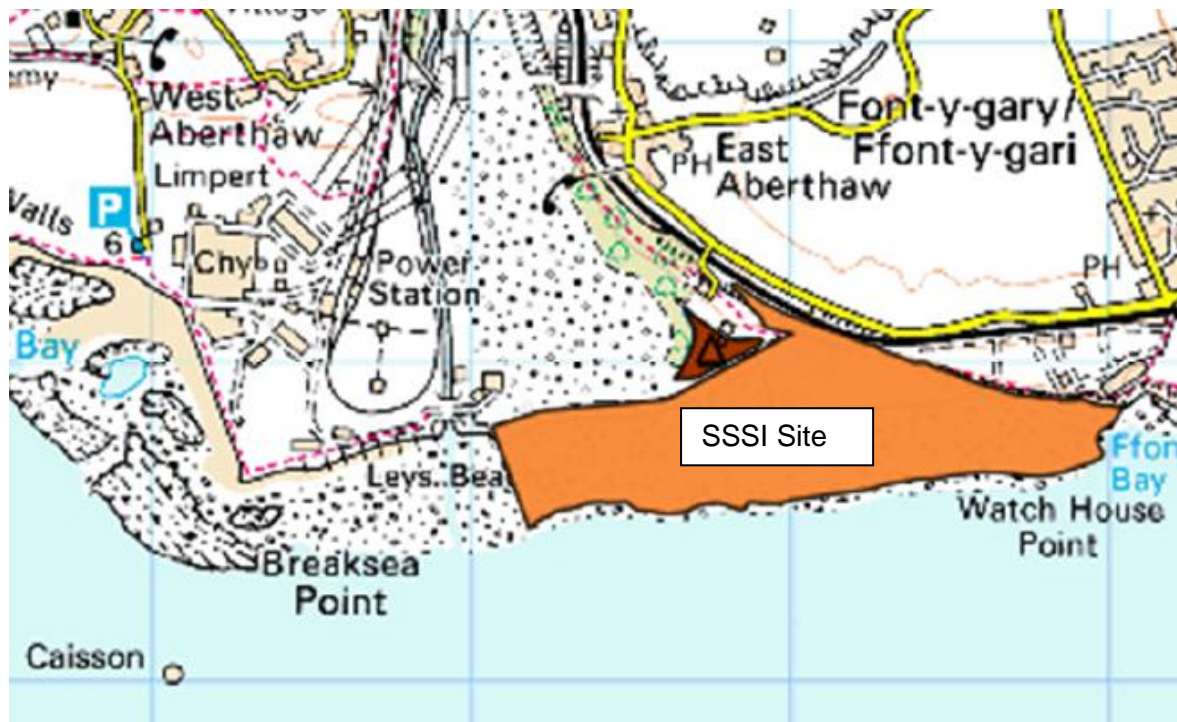 West
Aberthaw
Limpert
Walls
P
6
Chy
Power
Station
PH
East
Aberthaw
Font-y-gary/
Ffont-y-gari
PH
Bay
SSSI Site
Leys Bea
Ffon
Bay
Watch House
Point
Breaksea
Point
Caisson